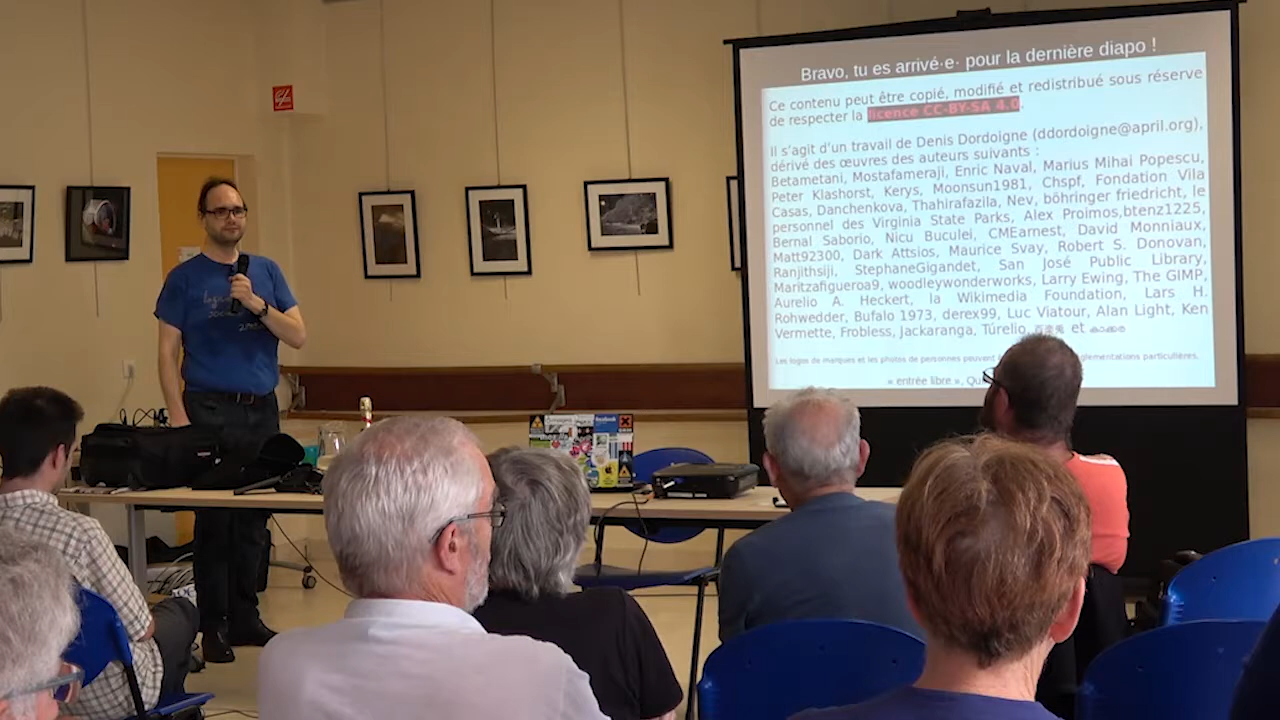 Bravo, tu es arrivé·e· pour la dernière diapo !
Ce contenu peut être copié, modifié et redistribué sous réserve
de respecter la licence CC-BY-SA 4.0.
Il s'agit d'un travail de Denis Dordoigne (ddordoigne@april.org),
dérivé des œuvres des auteurs suivants :
Betametani, Mostafameraji, Enric Naval, Marius Mihai Popescu,
Peter Klashorst, Kerys, Moonsun1981, Chspf, Fondation Vila
Casas, Danchenkova, Thahirafazila, Nev, böhringer friedricht, le
personnel des Virginia State Parks, Alex Proimos,btenz1225,
Bernal Saborio, Nicu Buculei, CMEarnest, David Monniaux,
Matt92300, Dark Attsios, Maurice Svay, Robert S. Donovan,
Ranjithsiji, StephaneGigandet, San José Public Library,
Maritzafigueroa9, woodleywonderworks, Larry Ewing, The GIMP,
Aurelio A. Heckert, la Wikimedia Foundation, Lars H.
Rohwedder, Bufalo 1973, derex99, Luc Viatour, Alan Light, Ken
Vermette, Frobless, Jackaranga, Túrelio, et
Les logos de marques et les photos de personnes peuvent réglementations particulières.
« entrée libre »,